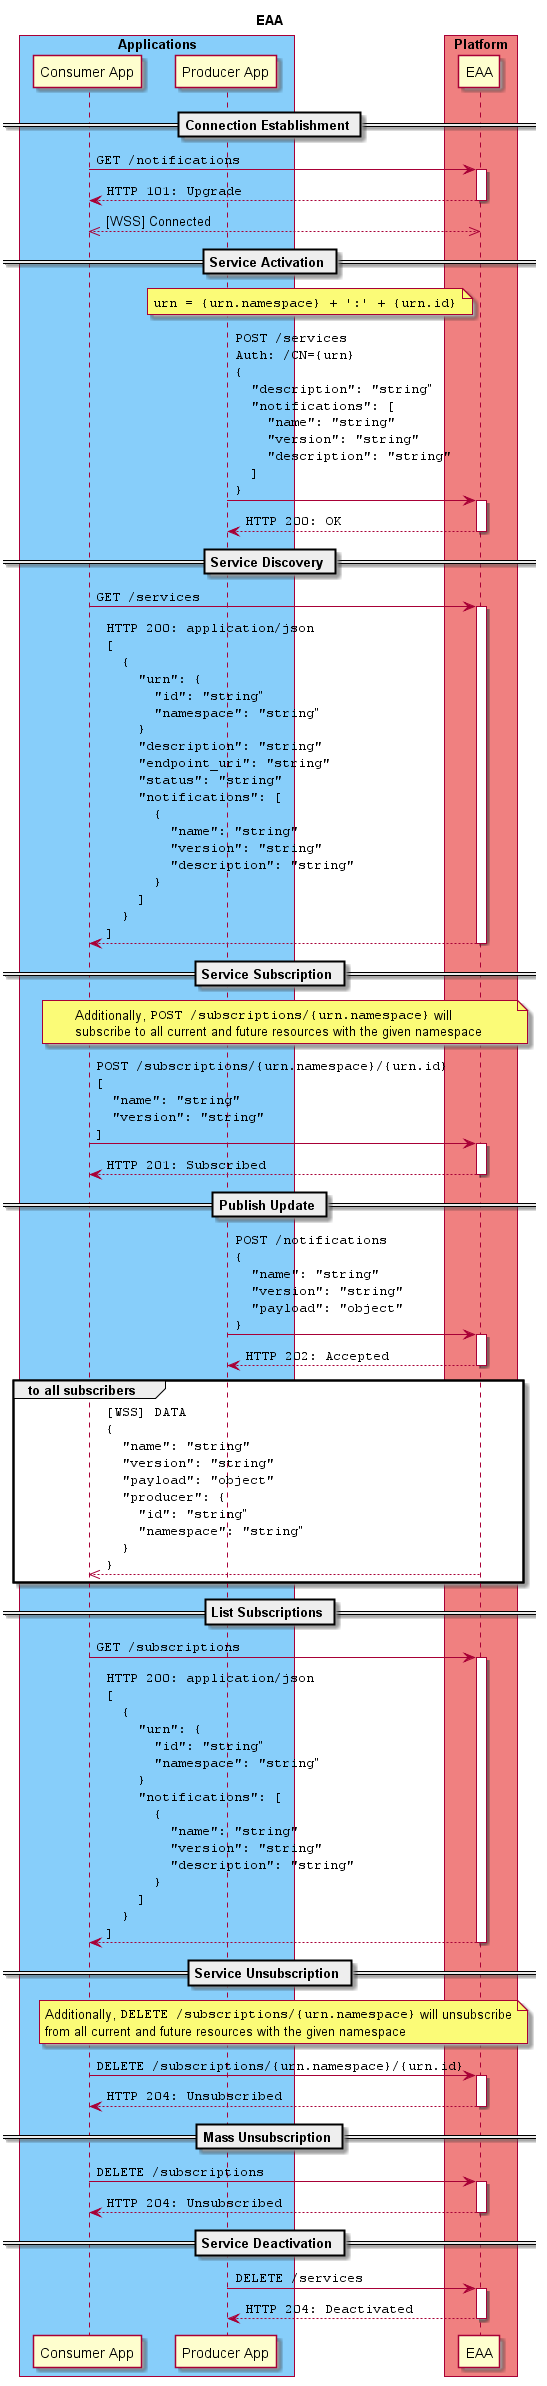 EAA
Applications
Platform
Consumer App
Producer App
EAA
Connection Establishment
GET /notifications
HTTP 101: Upgrade
[WSS] Connected
Service Activation
urn = {urn.namespace} + ':' + {urn.id}
POST /services
Auth: /CN={urn}
{
"description": "string"
"notifications": [
"name": "string"
"version": "string"
"description": "string"
]
}
HTTP 200: OK
Service Discovery
GET /services
HTTP 200: application/json
[
{
"urn": {
"id": "string"
"namespace": "string"
}
"description": "string"
"endpoint_uri": "string"
"status": "string"
"notifications": [
{
"name": "string"
"version": "string"
"description": "string"
}
]
}
]
Service Subscription
Additionally, POST /subscriptions/{urn.namespace} will
subscribe to all current and future resources with the given namespace
POST /subscriptions/{urn.namespace}/{urn.id}
[
"name": "string"
"version": "string"
]
HTTP 201: Subscribed
Publish Update
POST /notifications
{
"name": "string"
"version": "string"
"payload": "object"
}
HTTP 202: Accepted
to all subscribers
[WSS] DATA
{
"name": "string"
"version": "string"
"payload": "object"
"producer": {
"id": "string"
"namespace": "string"
}
}
List Subscriptions
GET /subscriptions
HTTP 200: application/json
[
{
"urn": {
"id": "string"
"namespace": "string"
}
"notifications": [
{
"name": "string"
"version": "string"
"description": "string"
}
]
}
]
Service Unsubscription
Additionally, DELETE /subscriptions/{urn.namespace} will unsubscribe
from all current and future resources with the given namespace
DELETE /subscriptions/{urn.namespace}/{urn.id}
HTTP 204: Unsubscribed
Mass Unsubscription
DELETE /subscriptions
HTTP 204: Unsubscribed
Service Deactivation
DELETE /services
HTTP 204: Deactivated
Consumer App
Producer App
EAA